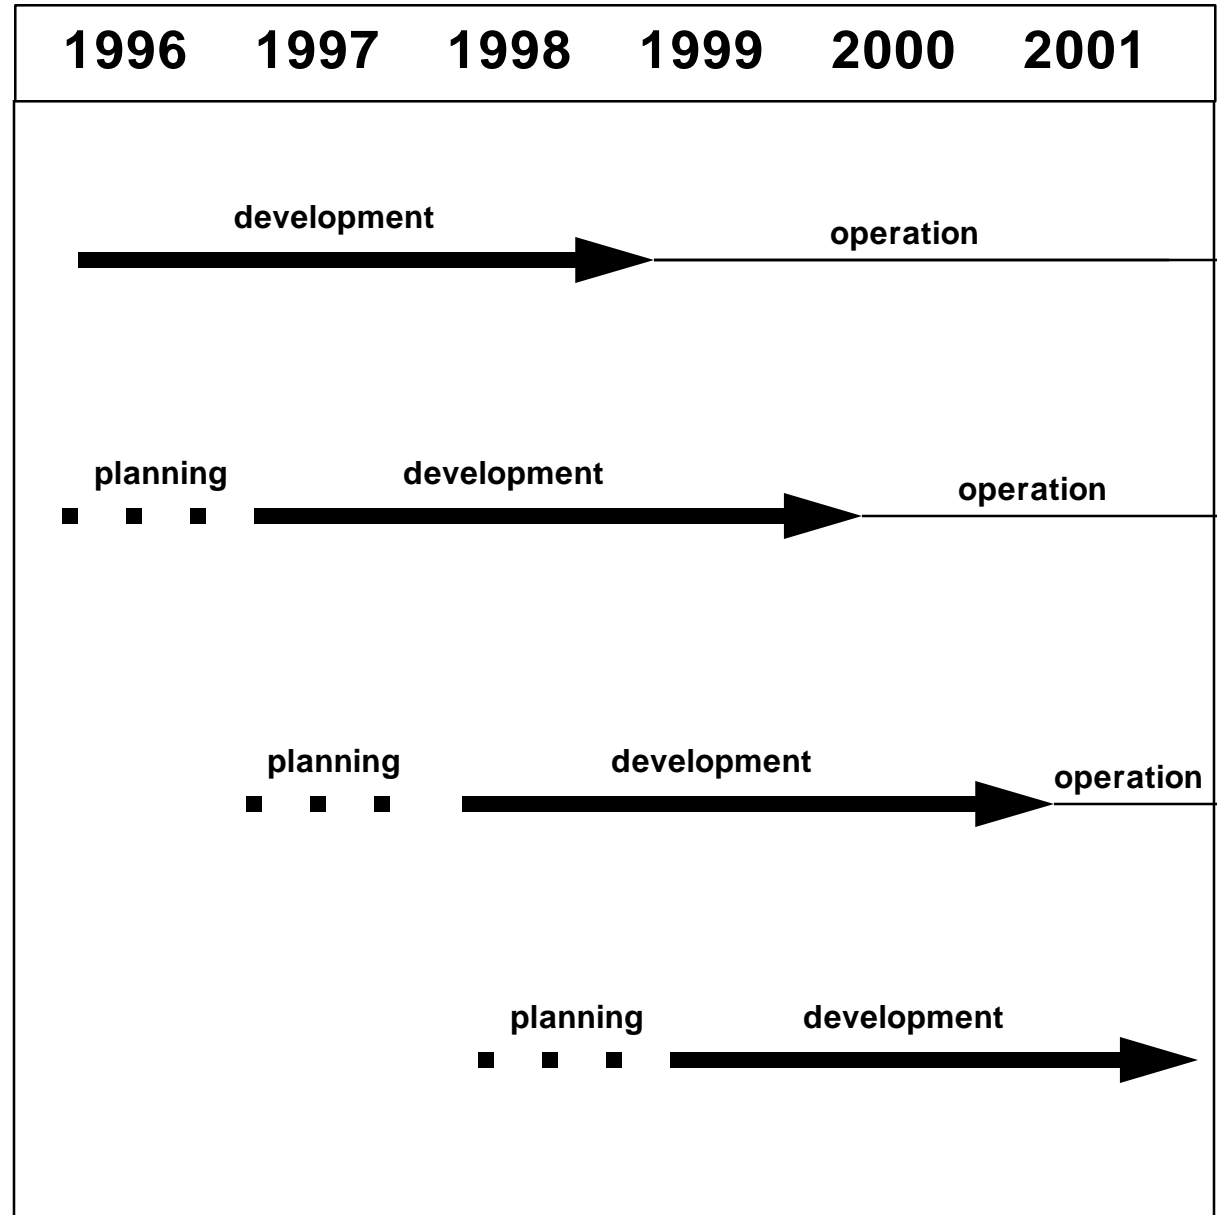 1996 1997 1998 1999 2000 2001
development
operation
planning development
operation
planning development
operation
planning development